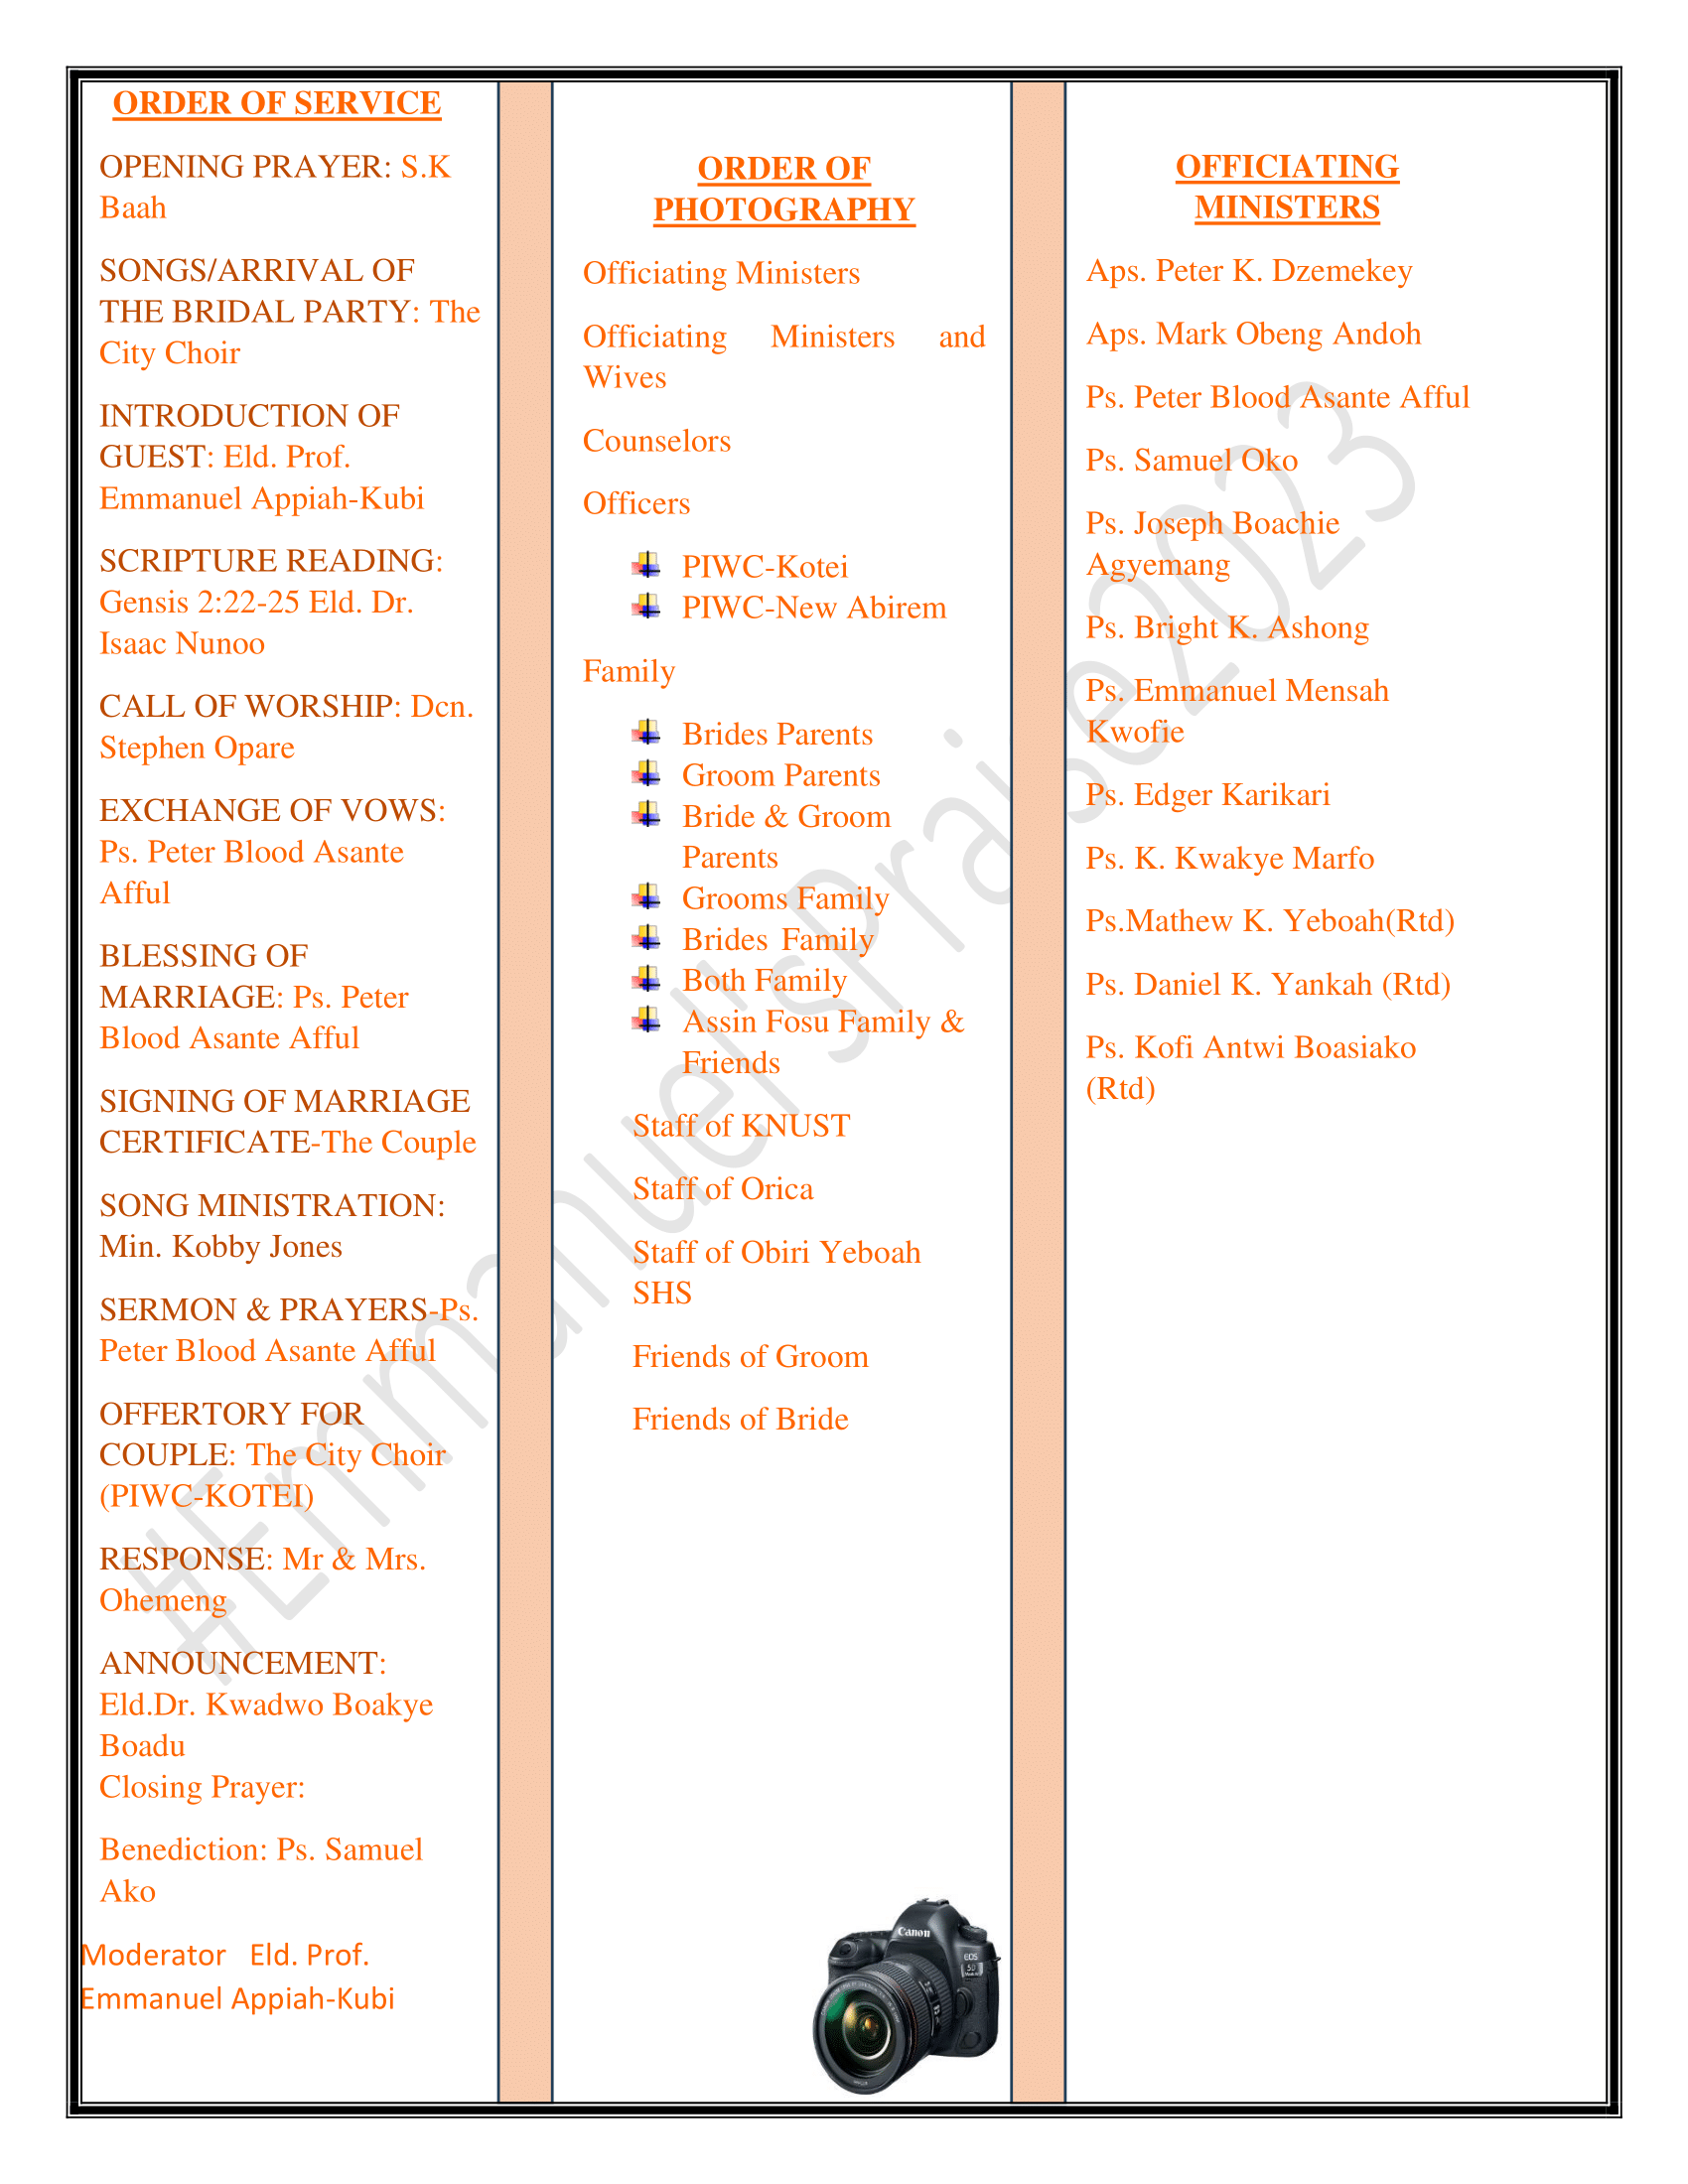 ORDER OF SERVICE
OPENING PRAYER: S.K
Baah
SONGS/ARRIVAL OF
THE BRIDAL PARTY: The
City Choir
INTRODUCTION OF
GUEST: Eld. Prof.
Emmanuel Appiah-Kubi
SCRIPTURE READING:
Gensis 2:22-25 Eld. Dr.
Isaac Nunoo
CALL OF WORSHIP: Dcn.
Stephen Opare
EXCHANGE OF VOWS:
Ps. Peter Blood Asante
Afful
BLESSING OF
MARRIAGE: Ps. Peter
Blood Asante Afful
SIGNING OF MARRIAGE
CERTIFICATE-The Couple
SONG MINISTRATION:
Min. Kobby Jones
SERMON & PRAYERS-Ps.
Peter Blood Asante Afful
OFFERTORY FOR
COUPLE: The City Choir
(PIWC-KOTEI)
RESPONSE: Mr & Mrs.
Ohemeng
ANNOUNCEMENT:
Eld.Dr. Kwadwo Boakye
Boadu
Closing Prayer:
Benediction: Ps. Samuel
Ako
Moderator Eld. Prof.
Emmanuel Appiah-Kubi
ORDER OF
PHOTOGRAPHY
Officiating Ministers
Officiating Ministers and
Wives
Counselors
Officers
PIWC-Kotei
PIWC-New Abirem
Family
Brides Parents
Groom Parents
Bride & Groom
Parents
Grooms Family
Brides Family
Both Family
Assin Fosu Family &
Friends
Staff of KNUST
Staff of Orica
Staff of Obiri Yeboah
SHS
Friends of Groom
Friends of Bride
Canon
EOS
5D
OFFICIATING
MINISTERS
Aps. Peter K. Dzemekey
Aps. Mark Obeng Andoh
Ps. Peter Blood Asante Afful
Ps. Samuel Oko
Ps. Joseph Boachie
Agyemang
Ps. Bright K. Ashong
Ps. Emmanuel Mensah
Kwofie
Ps. Edger Karikari
Ps. K. Kwakye Marfo
Ps.Mathew K. Yeboah(Rtd)
Ps. Daniel K. Yankah (Rtd)
Ps. Kofi Antwi Boasiako
(Rtd)
#Emmanuel'sPraise2023